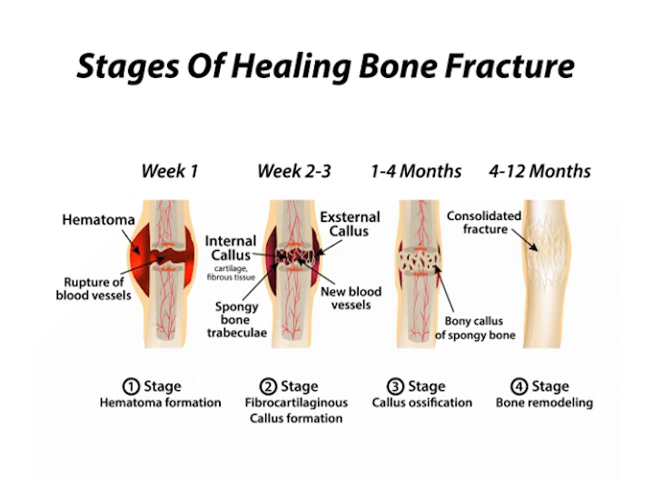 Stages Of Healing Bone Fracture
Week 1
Week 2-3
1-4 Months
4-12 Months
Hematoma
Rupture of
blood vessels
Internal
Callus
cartilage,
fibrous tissue
Exsternal
Callus
Spongy
bone
trabeculae
New blood
vessels
Consolidated
fracture
Bony callus
of spongy bone
1 Stage
Hematoma formation
2 Stage
Fibrocartilaginous
Callus formation
3 Stage
Callus ossification
4 Stage
Bone remodeling